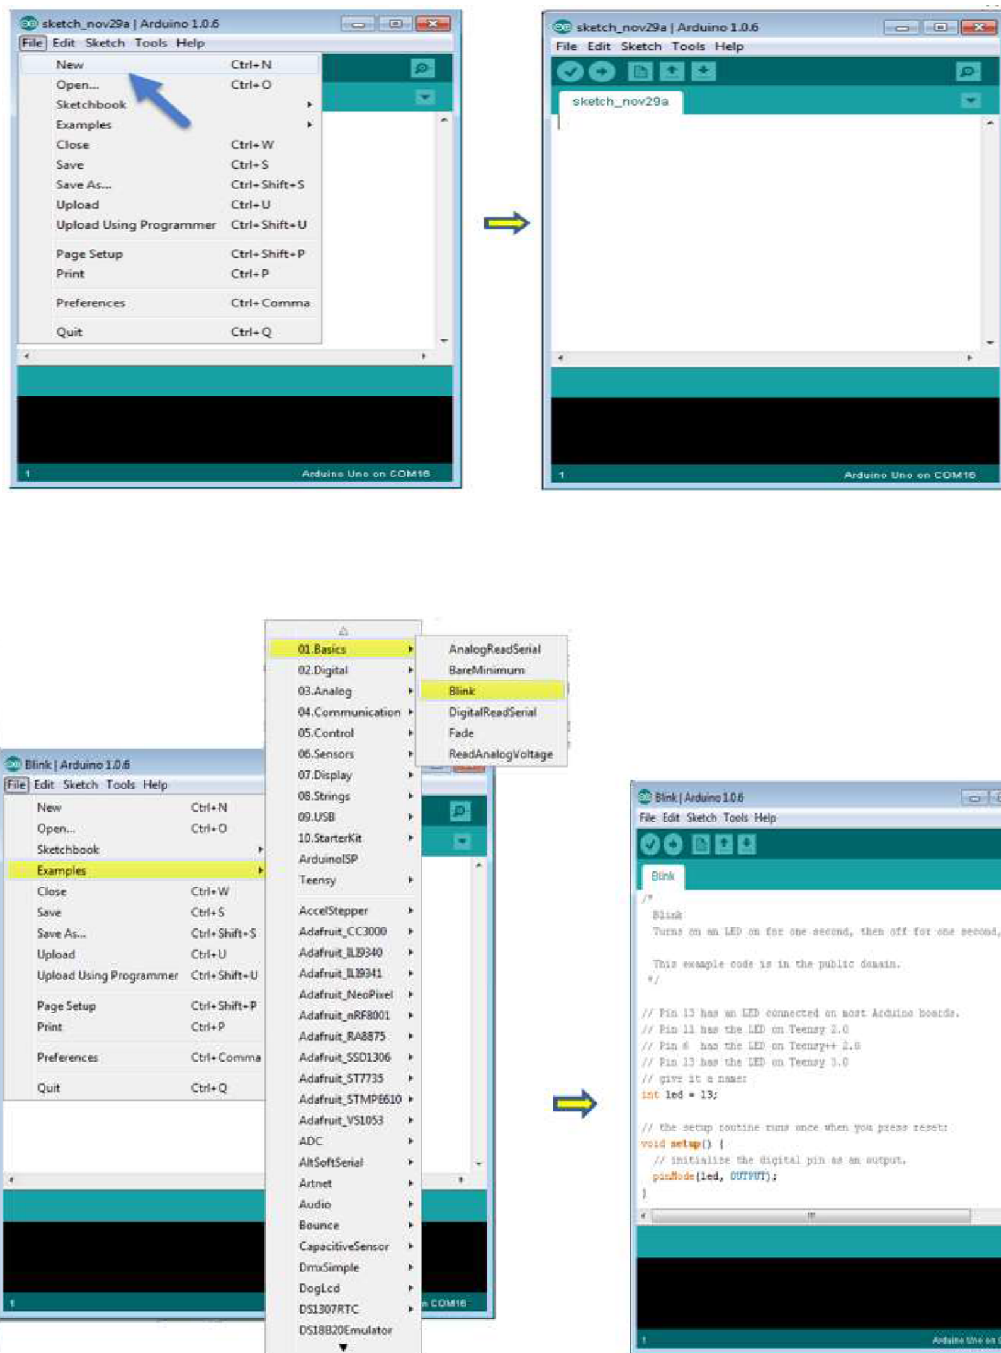 sketch_nov29a | Arduino 1.0.6
File Edit Sketch Tools Help
New Ctrl+N
Open... Ctrl+O
Sketchbook
Examples
Close Ctrl+W
Save Ctrl+S
Save As... Ctrl+Shift+S
Upload Ctrl+U
Upload Using Programmer Ctrl+Shift+U
Page Setup Ctrl+Shift+P
Print Ctrl+P
Preferences Ctrl+Comma
Quit Ctrl+Q
1 Arduino Uno on COM16
sketch_nov29a | Arduino 1.0.6
File Edit Sketch Tools Help
sketch_nov29a
1 Arduino Uno on COM16
Blink | Arduino 1.0.6
File Edit Sketch Tools Help
New Ctrl+N
Open... Ctrl+O
Sketchbook
Examples
Close Ctrl+W
Save Ctrl+S
Save As... Ctrl+Shift+S
Upload Ctrl+U
Upload Using Programmer Ctrl+Shift+U
Page Setup Ctrl+Shift+P
Print Ctrl+P
Preferences Ctrl+Comma
Quit Ctrl+Q
1 n COM16
01.Basics
02.Digital
03.Analog
04.Communication
05.Control
06.Sensors
07.Display
08.Strings
09.USB
10.StarterKit
ArduinoISP
Teensy
AccelStepper
Adafruit_CC3000
Adafruit_ILI9340
Adafruit_ILI9341
Adafruit_NeoPixel
Adafruit_nRF8001
Adafruit_RA8875
Adafruit_SSD1306
Adafruit_ST7735
Adafruit_STMPE610
Adafruit_VS1053
ADC
AltSoftSerial
Artnet
Audio
Bounce
CapacitiveSensor
DmxSimple
DogLcd
DS1307RTC
DS18B20Emulator
AnalogReadSerial
BareMinimum
Blink
DigitalReadSerial
Fade
ReadAnalogVoltage
Blink | Arduino 1.0.6
File Edit Sketch Tools Help
Blink
/*
Blink
Turns on an LED on for one second, then off for one second,
This example code is in the public domain.
*/
// Pin 13 has an LED connected on most Arduino boards.
// Pin 11 has the LED on Teensy 2.0
// Pin 6 has the LED on Teensy++ 2.0
// Pin 13 has the LED on Teensy 3.0
// give it a name:
int led = 13;
// the setup routine runs once when you press reset:
void setup() {
// initialize the digital pin as an output.
pinMode(led, OUTPUT);
}
1 Arduino Uno on